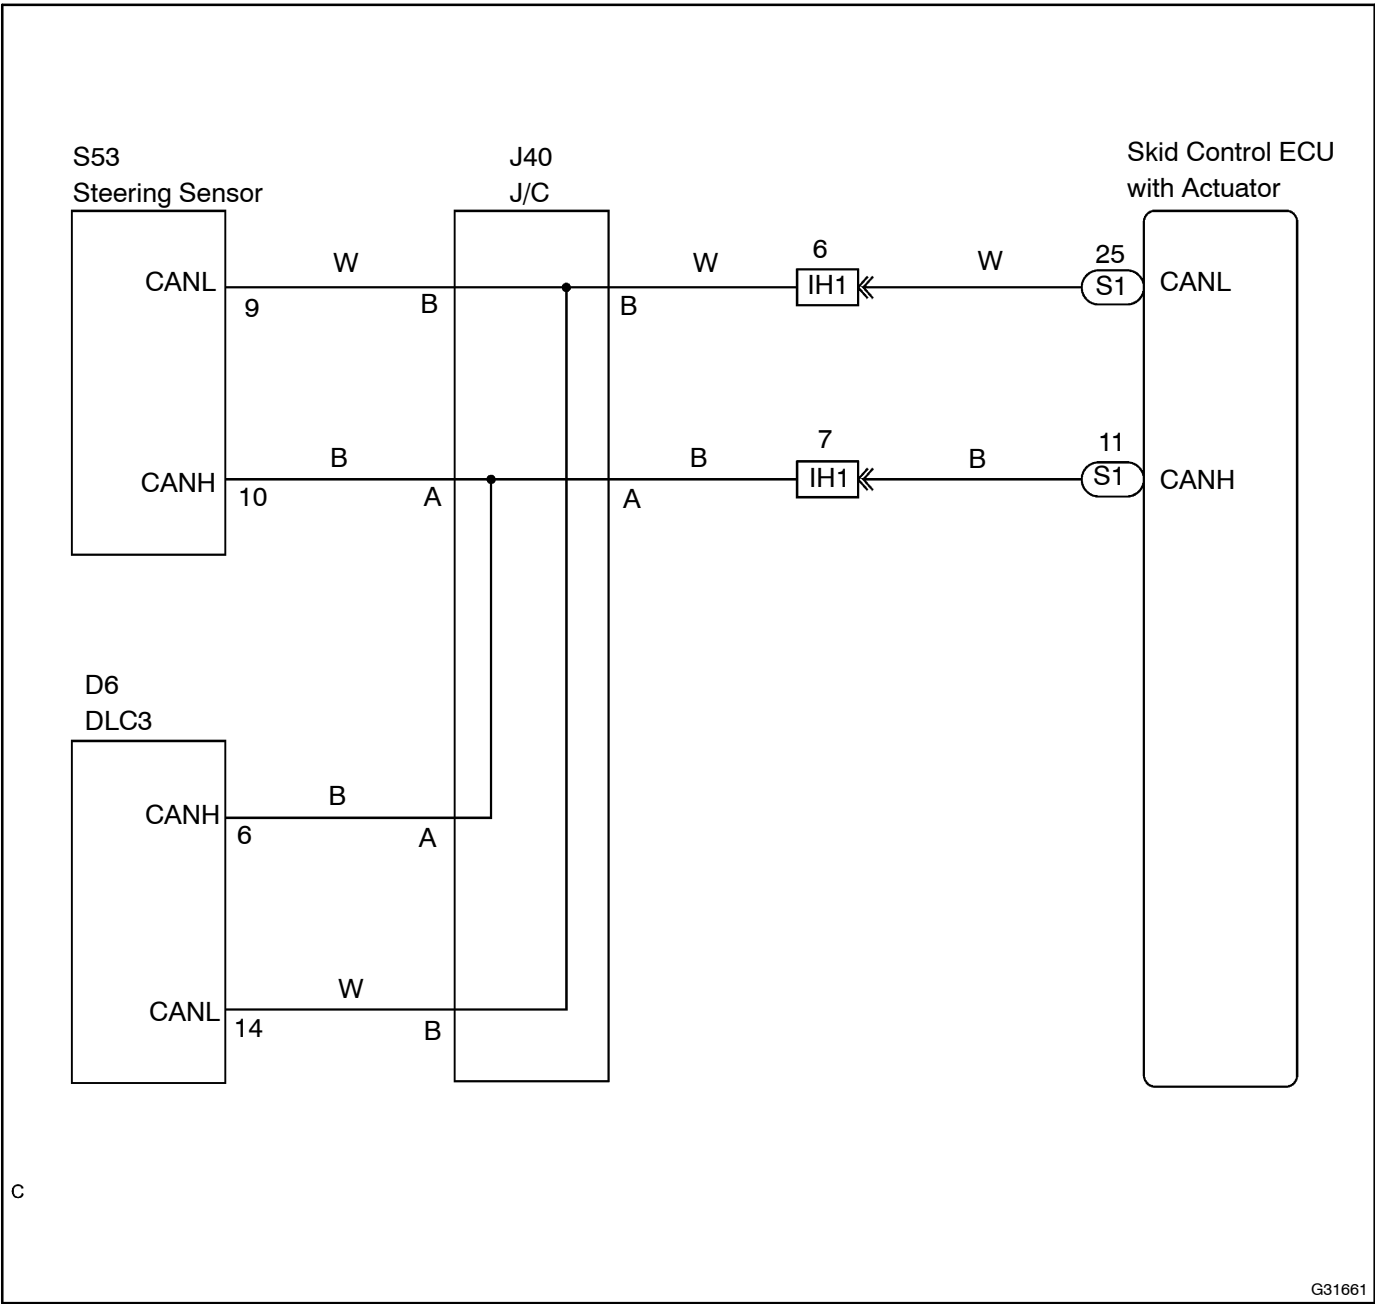 S53
Steering Sensor
J40
J/C
Skid Control ECU
with Actuator
CANL
9
W
B
B
W
6
IH1
W
25
S1
CANL
CANH
10
B
A
A
B
7
IH1
B
11
S1
CANH
D6
DLC3
CANH
6
B
A
CANL
14
W
B
C
G31661